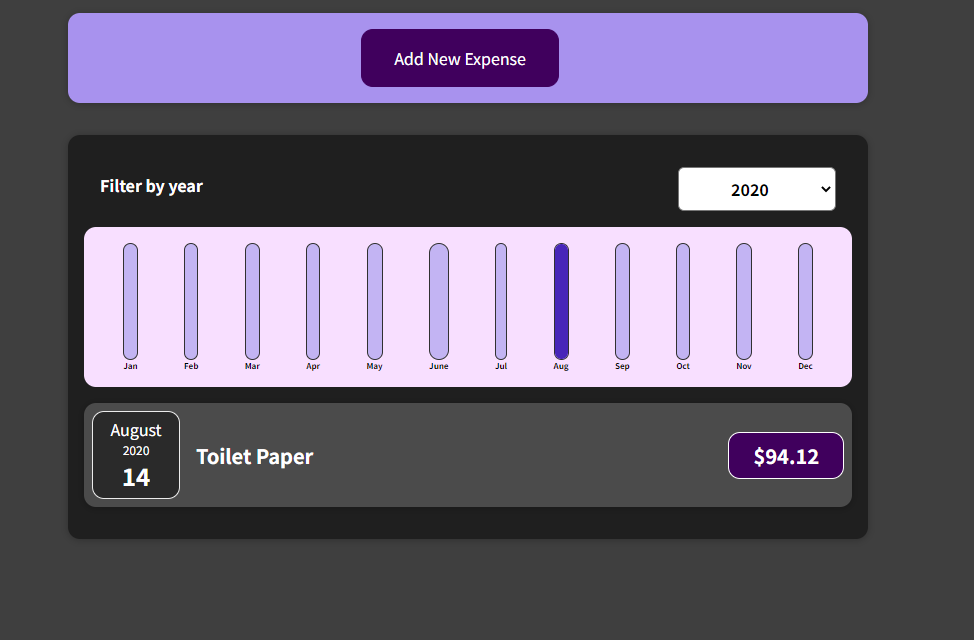 Add New Expense
Filter by year
2020
Jan Feb Mar Apr May June Jul Aug Sep Oct Nov Dec
August
2020
14
Toilet Paper
$94.12